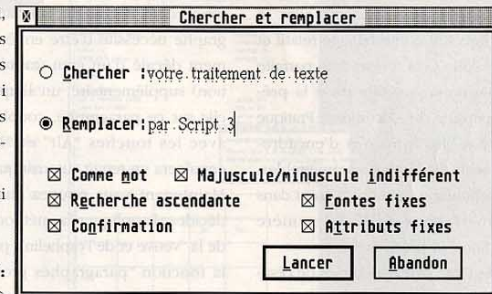 Chercher et remplacer
Chercher : votre traitement de texte
Remplacer: par Script 3
Comme mot Majuscule/minuscule indifférent
Recherche ascendante Fontes fixes
Confirmation Attributs fixes
Lancer Abandon